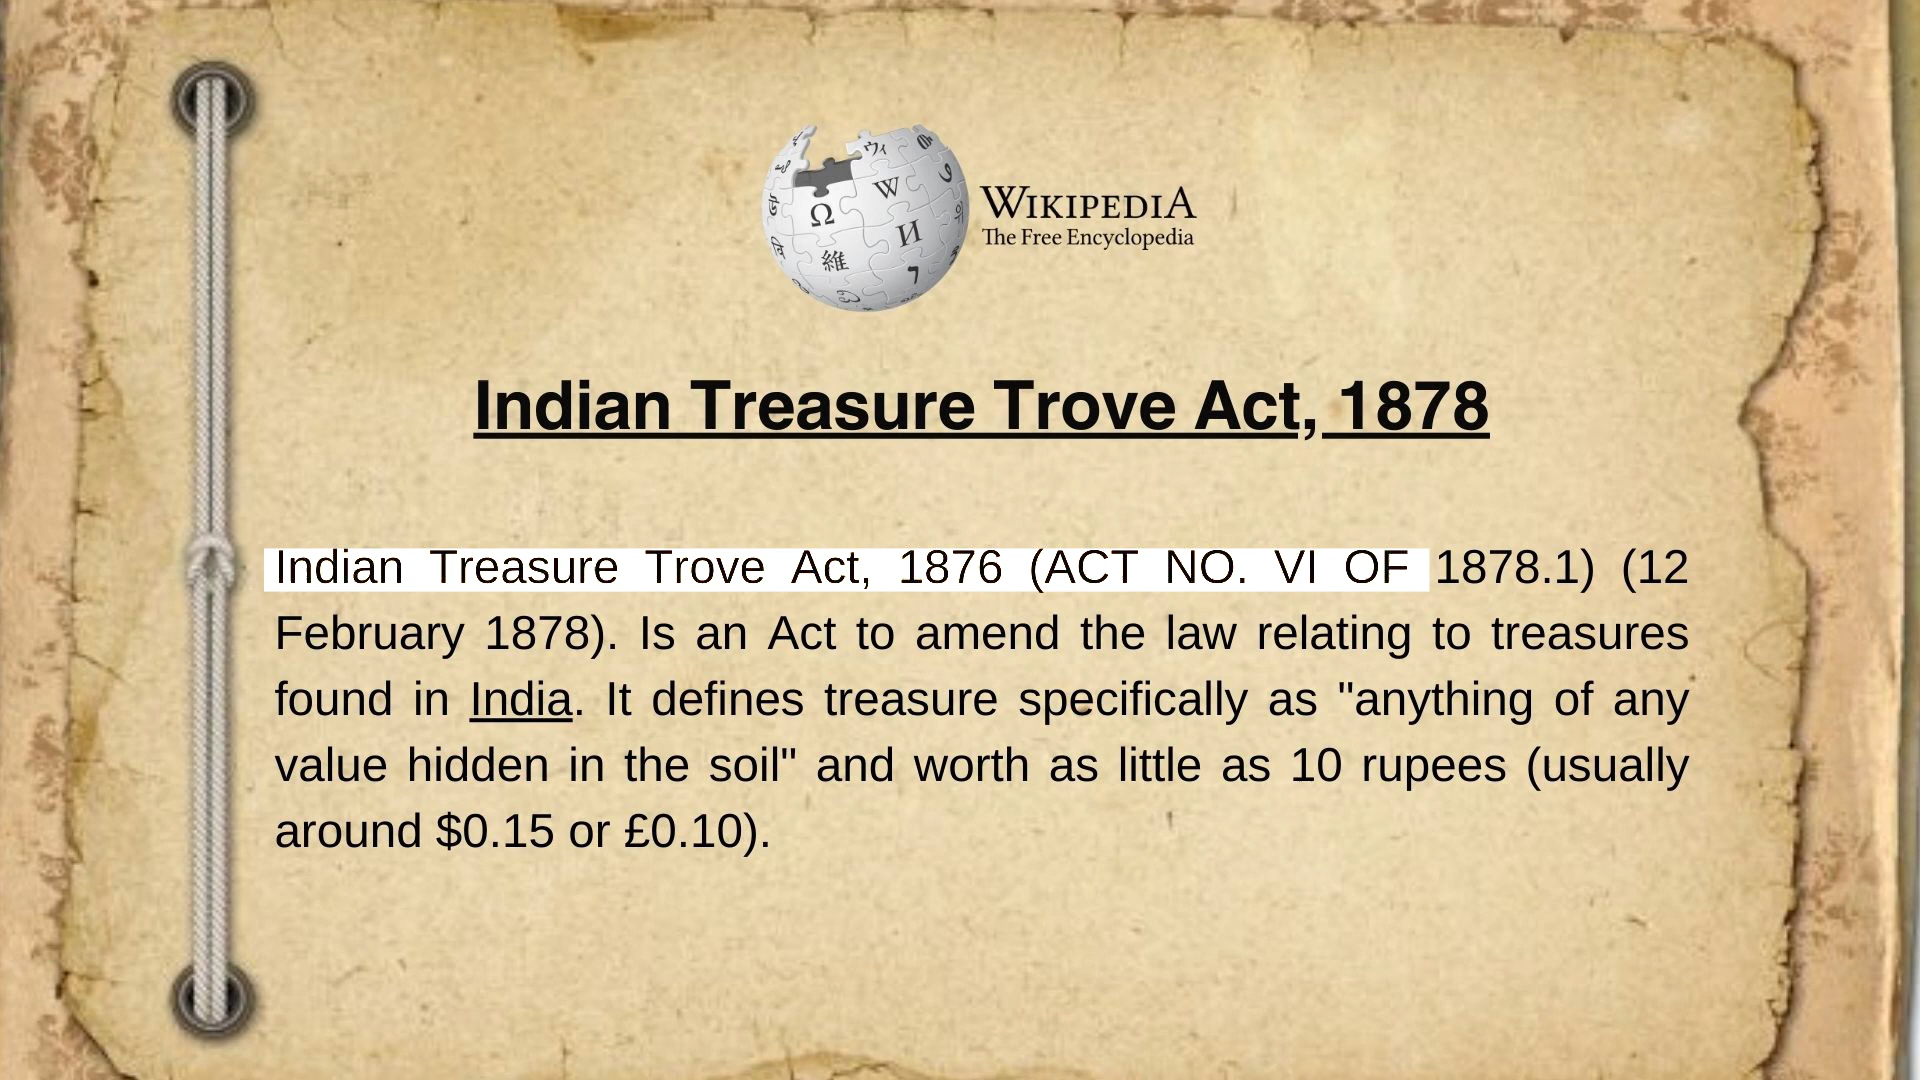 WIKIPEDIA
The Free Encyclopedia
Indian Treasure Trove Act, 1878
Indian Treasure Trove Act, 1876 (ACT NO. VI OF 1878.1) (12
February 1878). Is an Act to amend the law relating to treasures
found in India. It defines treasure specifically as "anything of any
value hidden in the soil" and worth as little as 10 rupees (usually
around $0.15 or £0.10).